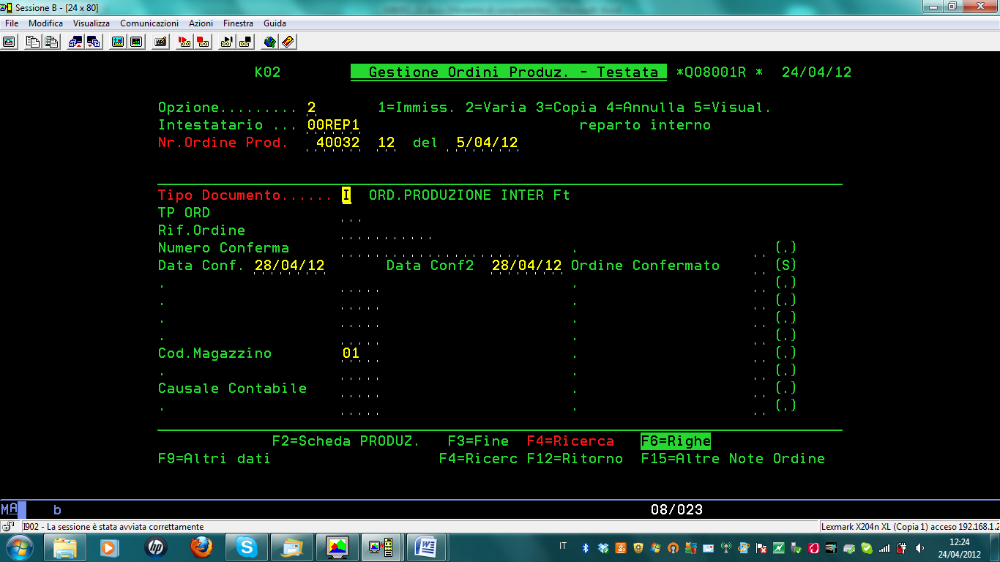 Sessione B - [24 x 80]
File Modifica Visualizza Comunicazioni Azioni Finestra Guida
K02 Gestione Ordini Produz. - Testata *Q08001R * 24/04/12
Opzione......... 2 1=Immiss. 2=Varia 3=Copia 4=Annulla 5=Visual.
Intestatario ... 00REP1 reparto interno
Nr.Ordine Prod. 40032 12 del 5/04/12
Tipo Documento...... I ORD.PRODUZIONE INTER Ft
TP ORD
Rif.Ordine
Numero Conferma . (.)
Data Conf. 28/04/12 Data Conf2 28/04/12 Ordine Confermato (S)
. . (.)
. . (.)
. . (.)
. . (.)
Cod.Magazzino 01 . (.)
. . (.)
Causale Contabile . (.)
. . (.)
F2=Scheda PRODUZ. F3=Fine F4=Ricerca F6=Righe
F9=Altri dati F4=Ricerc F12=Ritorno F15=Altre Note Ordine
MA b 08/023
I902 - La sessione è stata avviata correttamente Lexmark X204n XL (Copia 1) acceso 192.168.1.2
IT 12:24
24/04/2012